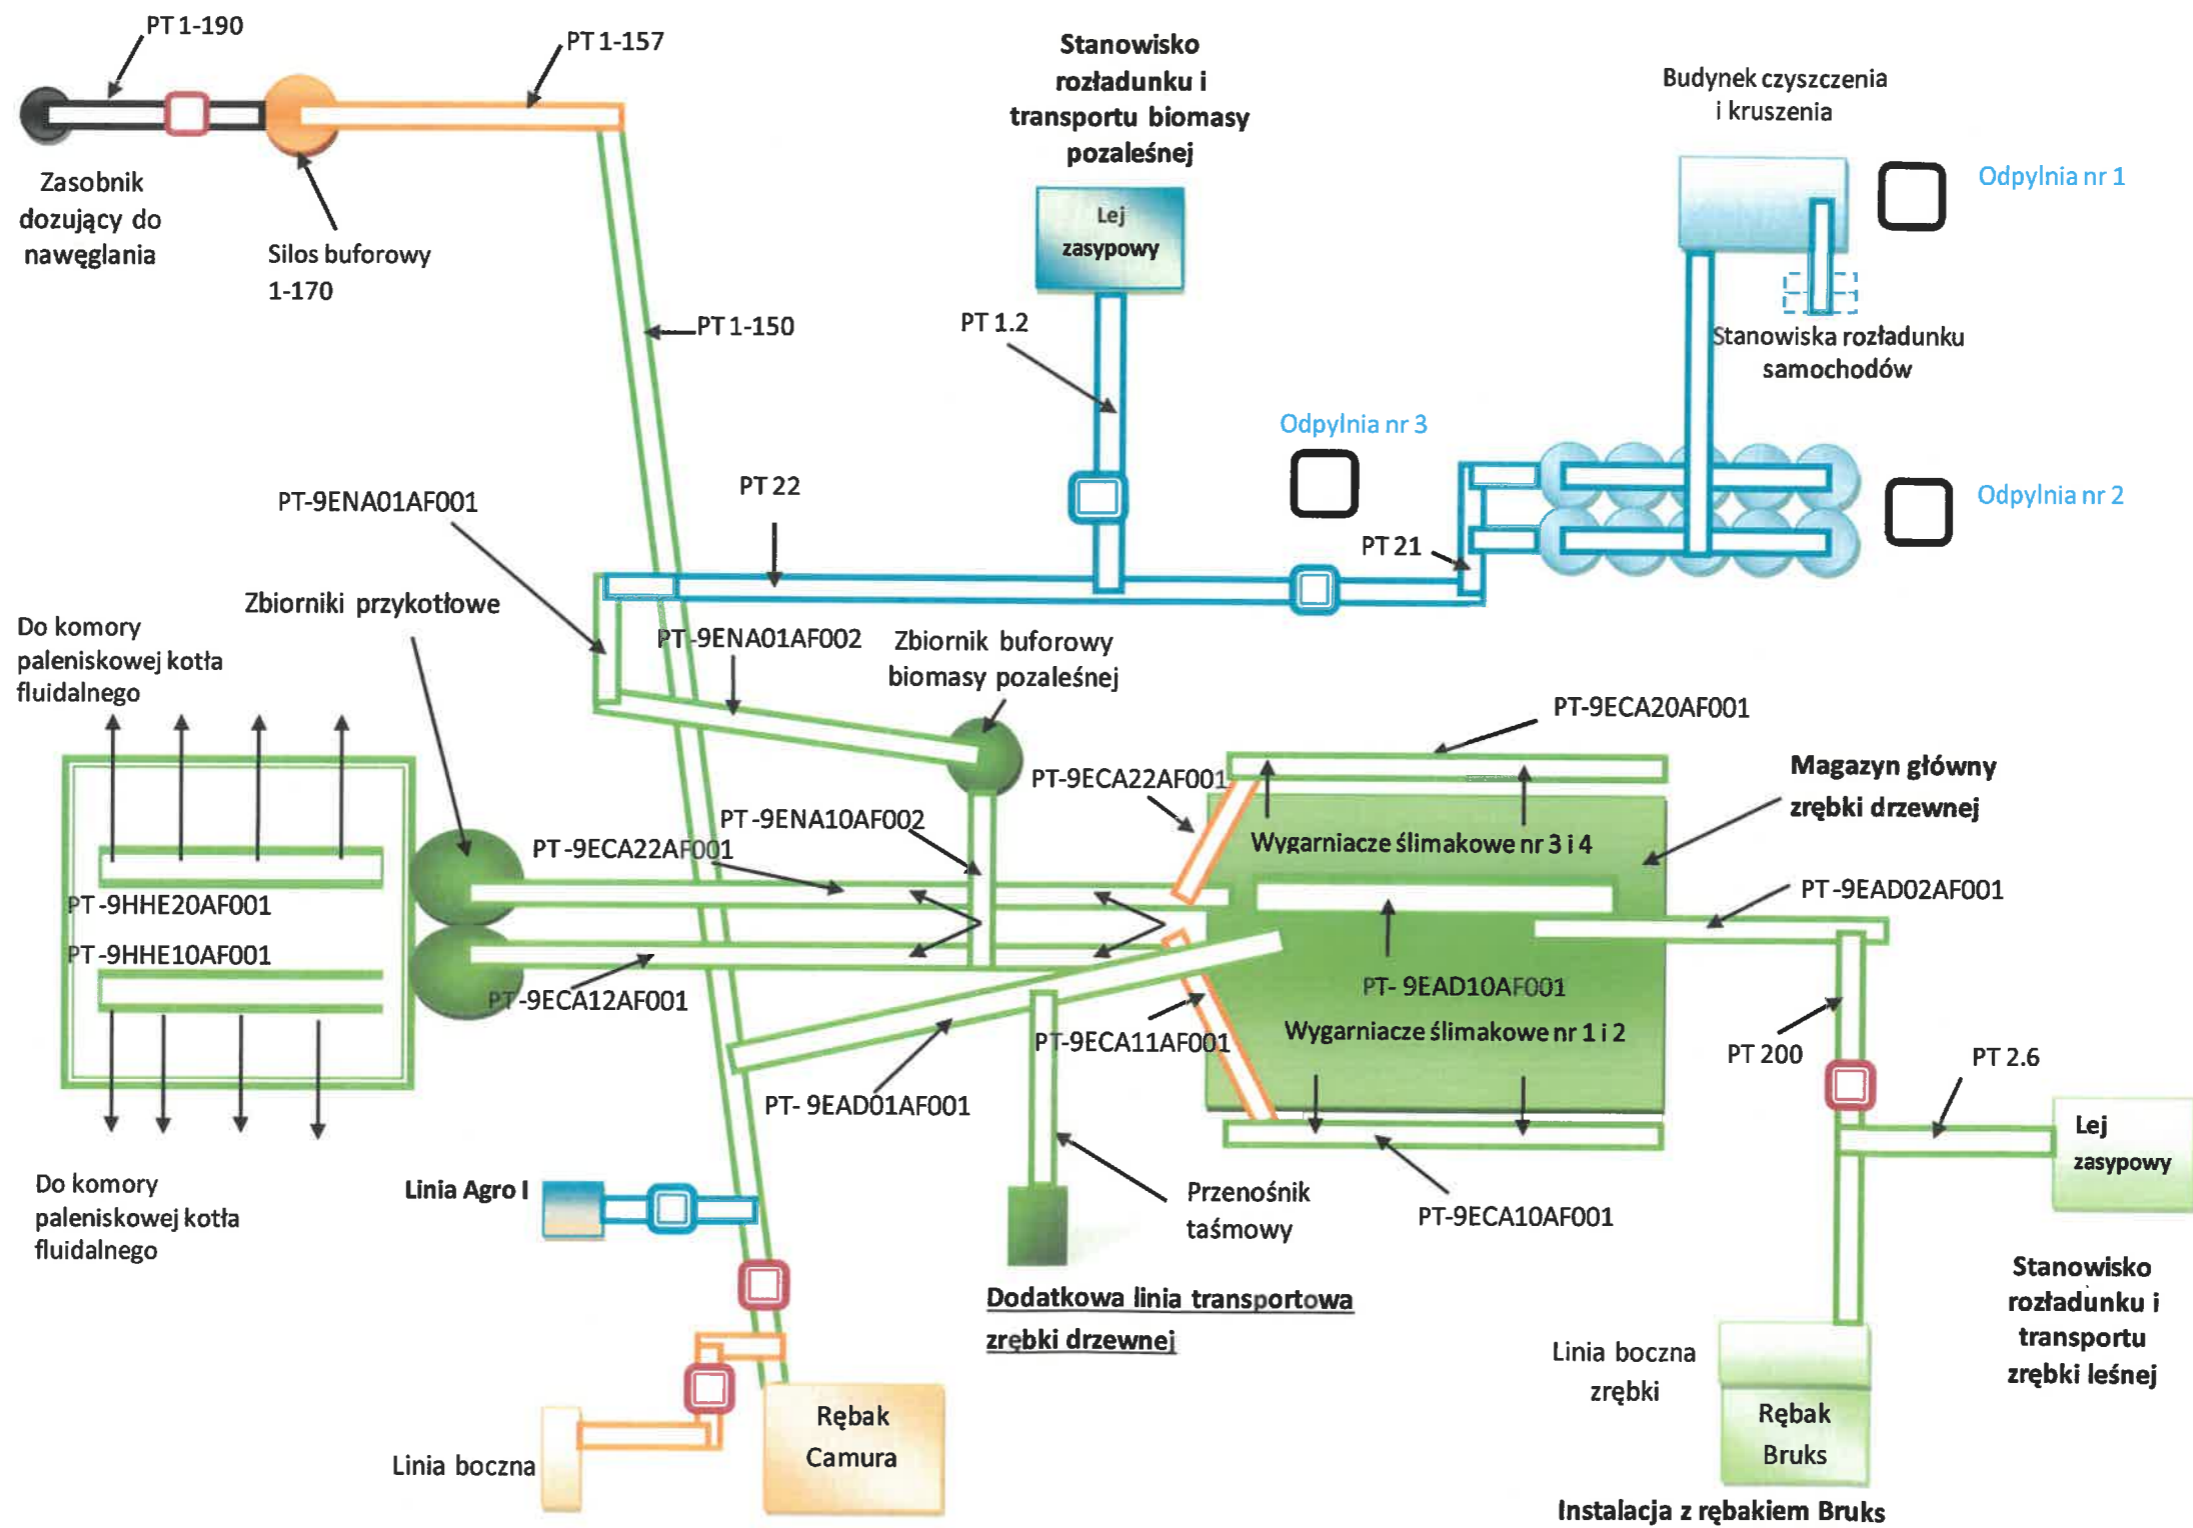 PT 1-190
PT 1-157
Zasobnik
dozujący do
nawęglania
Silos buforowy
1-170
PT 1-150
Stanowisko
rozładunku i
transportu biomasy
pozaleśnej
Lej
zasypowy
PT 1.2
Budynek czyszczenia
i kruszenia
Odpylnia nr 1
Stanowiska rozładunku
samochodów
Odpylnia nr 3
Odpylnia nr 2
PT 21
PT 22
PT-9ENA01AF001
Zbiorniki przykotłowe
Do komory
paleniskowej kotła
fluidalnego
PT-9ENA01AF002
Zbiornik buforowy
biomasy pozaleśnej
PT-9ECA20AF001
Magazyn główny
zrębki drzewnej
PT-9ECA22AF001
PT-9ENA10AF002
PT-9ECA22AF001
Wygarniacze ślimakowe nr 3 i 4
PT-9EAD02AF001
PT-9HHE20AF001
PT-9HHE10AF001
PT-9ECA12AF001
PT- 9EAD10AF001
Wygarniacze ślimakowe nr 1 i 2
PT-9ECA11AF001
PT- 9EAD01AF001
PT 200
PT 2.6
Lej
zasypowy
Do komory
paleniskowej kotła
fluidalnego
Linia Agro I
Przenośnik
taśmowy
PT-9ECA10AF001
Dodatkowa linia transportowa
zrębki drzewnej
Stanowisko
rozładunku i
transportu
zrębki leśnej
Linia boczna
zrębki
Rębak
Bruks
Rębak
Camura
Linia boczna
Instalacja z rębakiem Bruks